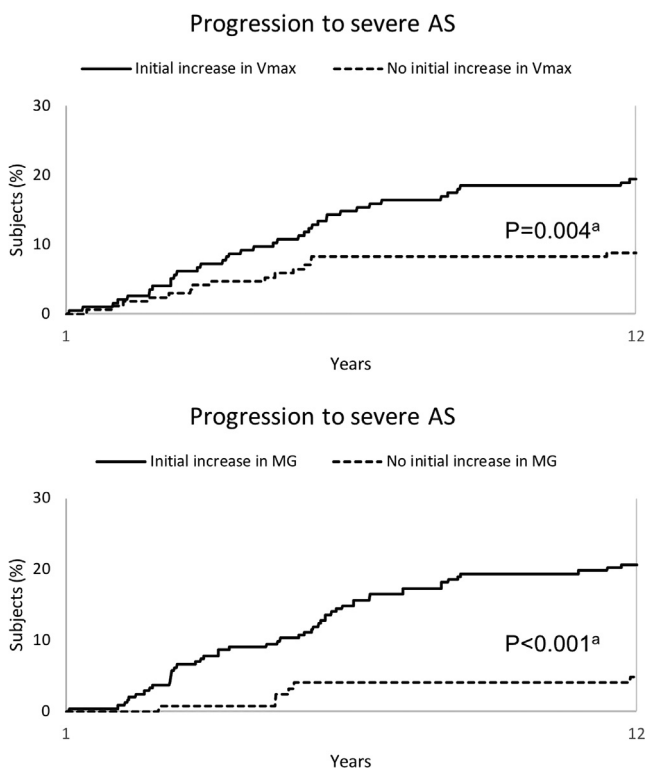 Progression to severe AS
Initial increase in Vmax No initial increase in Vmax
30
20
10
0
Subjects (%)
P=0.004ᵃ
1 12
Years
Progression to severe AS
Initial increase in MG No initial increase in MG
30
20
10
0
Subjects (%)
P<0.001ᵃ
1 12
Years